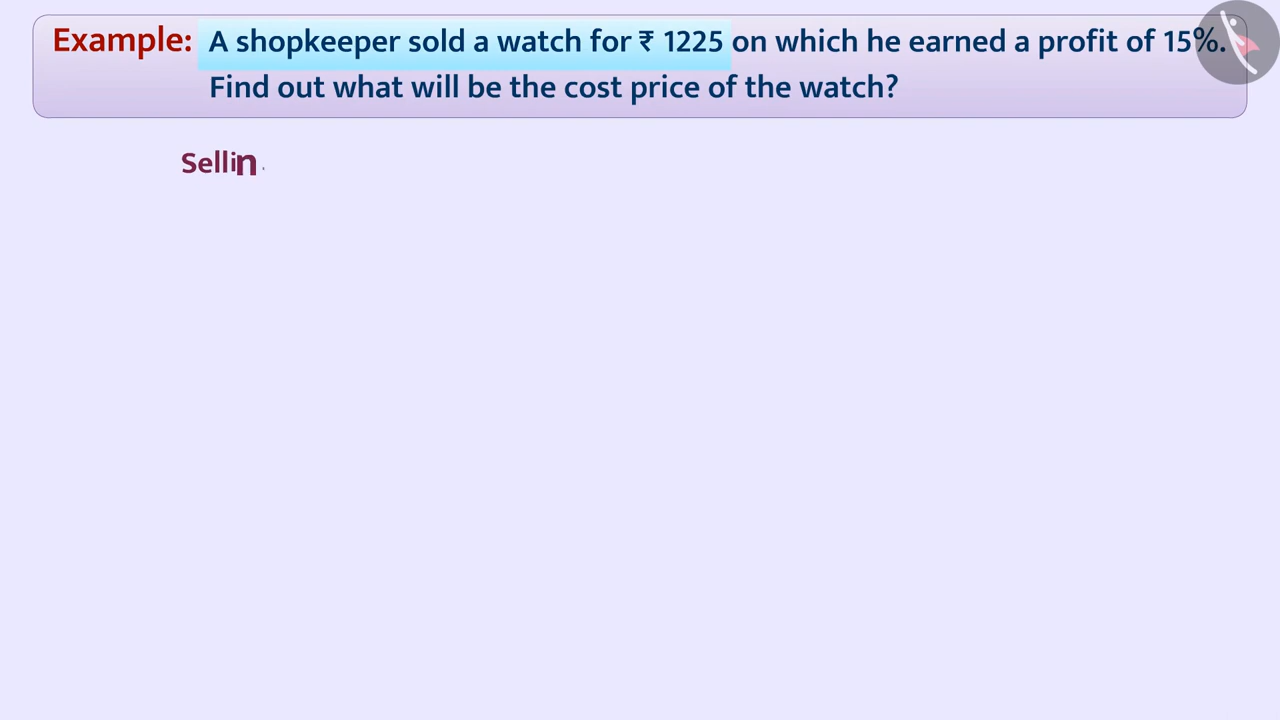 Example: A shopkeeper sold a watch for ₹ 1225 on which he earned a profit of 15%.
Find out what will be the cost price of the watch?
Sellin